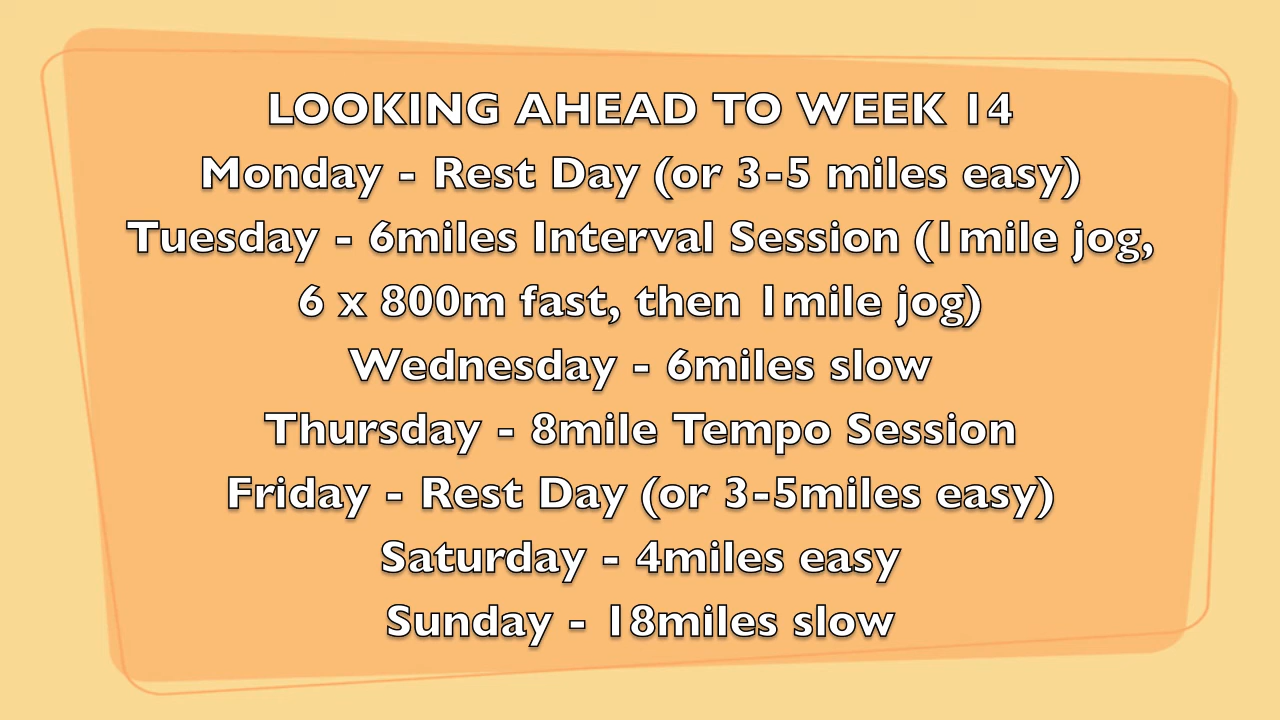 LOOKING AHEAD TO WEEK 14
Monday - Rest Day (or 3-5 miles easy)
Tuesday - 6miles Interval Session (1mile jog,
6 x 800m fast, then 1mile jog)
Wednesday - 6miles slow
Thursday - 8mile Tempo Session
Friday - Rest Day (or 3-5miles easy)
Saturday - 4miles easy
Sunday - 18miles slow